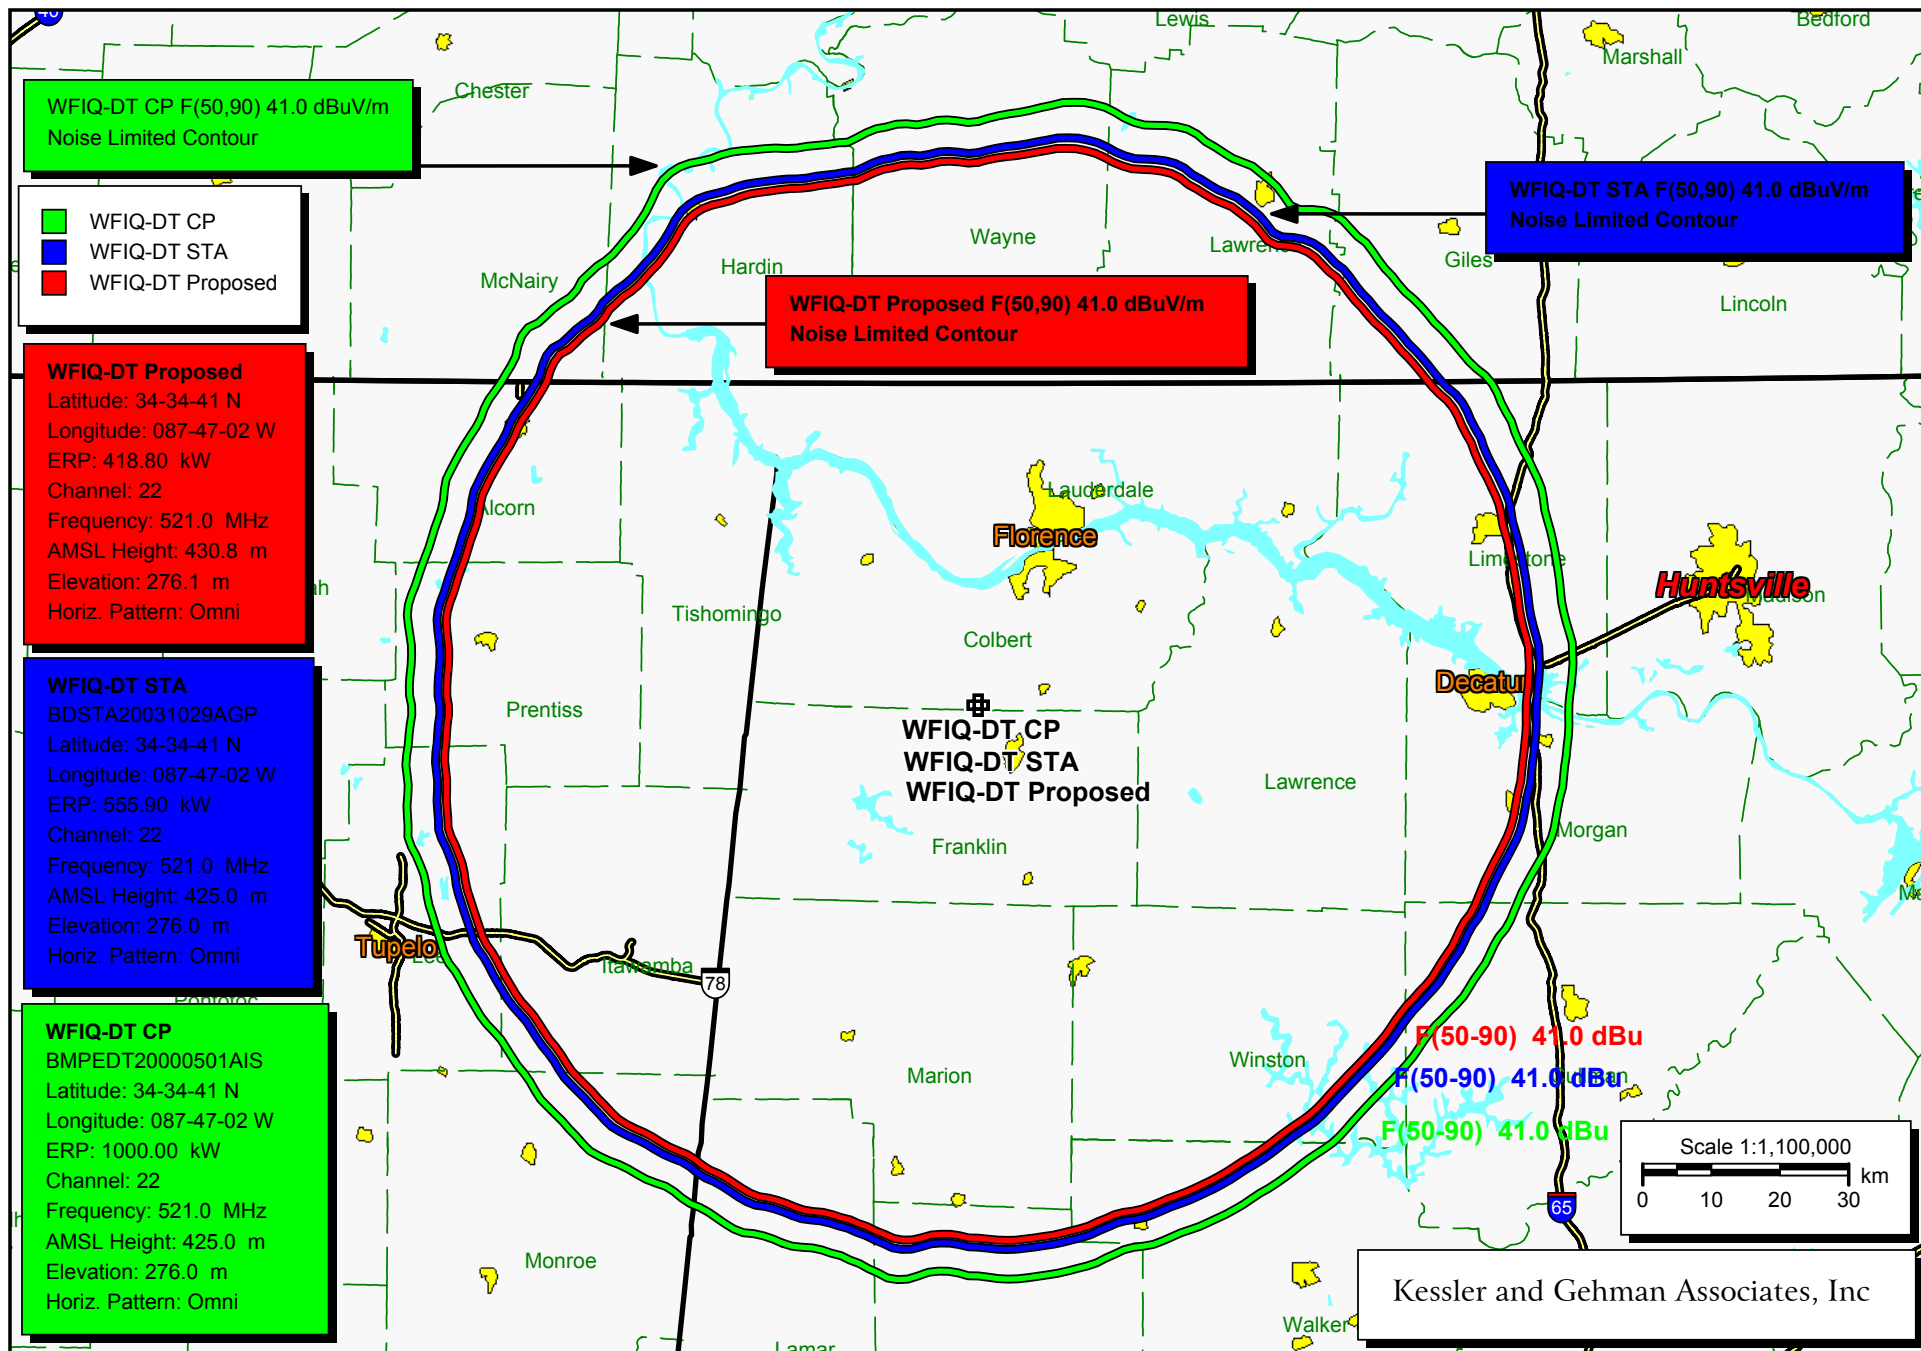 40
Lewis
Bedford
Marshall
Chester
WFIQ-DT CP F(50,90) 41.0 dBuV/m
Noise Limited Contour
WFIQ-DT STA F(50,90) 41.0 dBuV/m
Noise Limited Contour
WFIQ-DT CP
WFIQ-DT STA
WFIQ-DT Proposed
Wayne
Lawrence
Giles
Hardin
McNairy
Lincoln
WFIQ-DT Proposed F(50,90) 41.0 dBuV/m
Noise Limited Contour
WFIQ-DT Proposed
Latitude: 34-34-41 N
Longitude: 087-47-02 W
ERP: 418.80 kW
Channel: 22
Frequency: 521.0 MHz
AMSL Height: 430.8 m
Elevation: 276.1 m
Horiz. Pattern: Omni
Alcorn
Lauderdale
Florence
Limestone
Huntsville
Madison
Tishomingo
Colbert
Decatur
Prentiss
WFIQ-DT CP
WFIQ-DT STA
WFIQ-DT Proposed
Lawrence
Morgan
Franklin
WFIQ-DT STA
BDSTA20031029AGP
Latitude: 34-34-41 N
Longitude: 087-47-02 W
ERP: 555.90 kW
Channel: 22
Frequency: 521.0 MHz
AMSL Height: 425.0 m
Elevation: 276.0 m
Horiz. Pattern: Omni
Tupelo
Lee
Itawamba
78
Pontotoc
WFIQ-DT CP
BMPEDT20000501AIS
Latitude: 34-34-41 N
Longitude: 087-47-02 W
ERP: 1000.00 kW
Channel: 22
Frequency: 521.0 MHz
AMSL Height: 425.0 m
Elevation: 276.0 m
Horiz. Pattern: Omni
F(50-90) 41.0 dBu
Winston
Marion
F(50-90) 41.0 dBu
Cullman
F(50-90) 41.0 dBu
Scale 1:1,100,000
km
0 10 20 30
65
Monroe
Kessler and Gehman Associates, Inc
Walker
Lamar